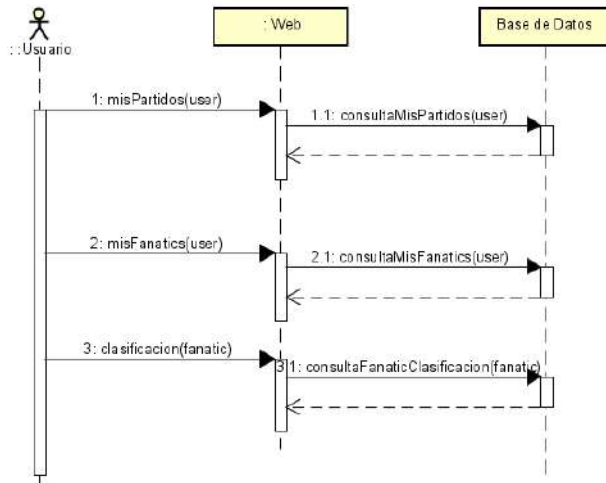 : Web
Base de Datos
: :Usuario
1: misPartidos(user)
1.1: consultaMisPartidos(user)
2: misFanatics(user)
2.1: consultaMisFanatics(user)
3: clasificacion(fanatic)
3.1: consultaFanaticClasificacion(fanatic)